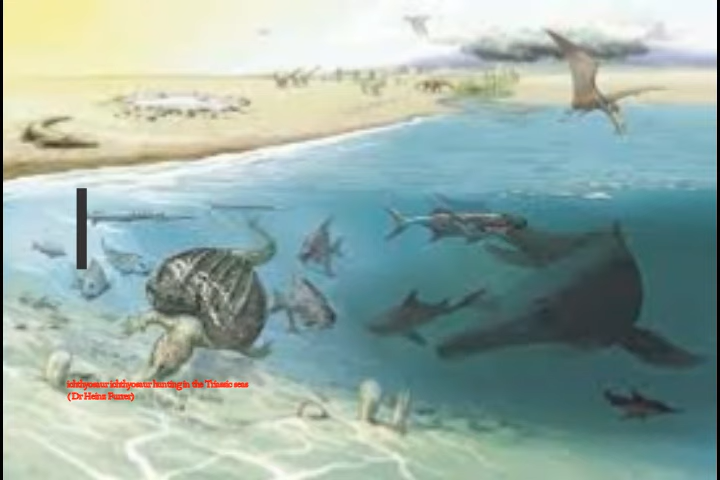 ichthyosaur ichthyosaur hunting in the Triassic seas
(Dr Heinz Furrer)